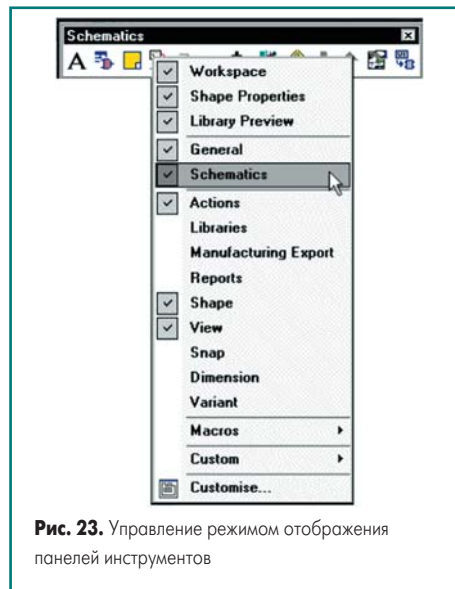 Schematics
A
Workspace
Shape Properties
Library Preview
General
Schematics
Actions
Libraries
Manufacturing Export
Reports
Shape
View
Snap
Dimension
Variant
Macros
Custom
Customise...
Рис. 23. Управление режимом отображения
панелей инструментов